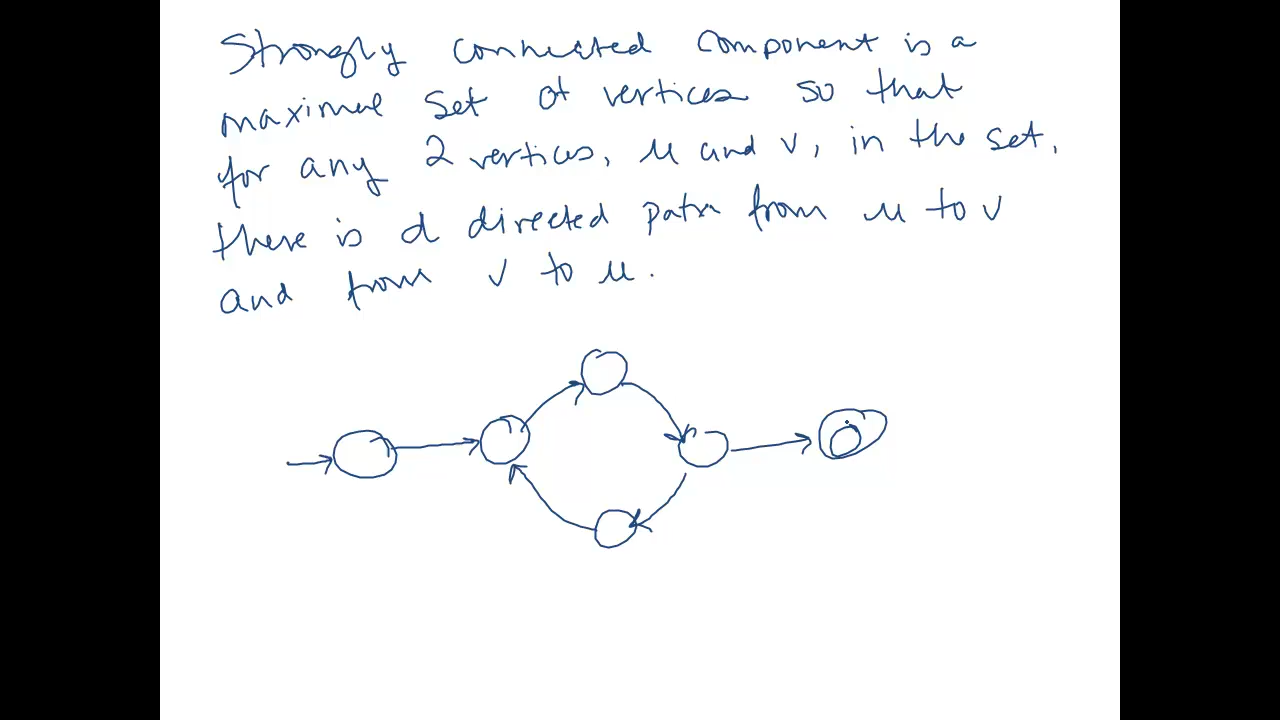 Strongly connected component is a
maximal set of vertices so that
for any 2 vertices, u and v, in the set,
there is a directed path from u to v
and from v to u.